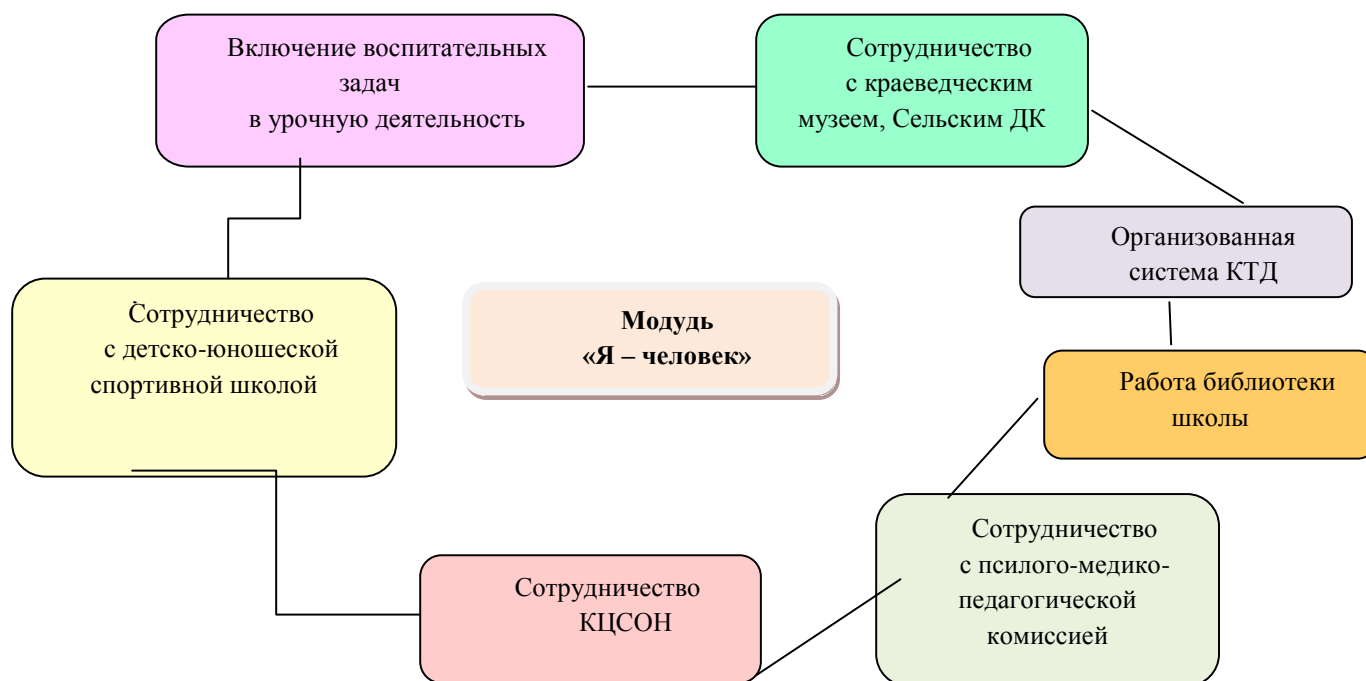 Включение воспитательных
задач
в урочную деятельность
Сотрудничество
с краеведческим
музеем, Сельским ДК
Организованная
система КТД
Сотрудничество
с детско-юношеской
спортивной школой
Модудь
«Я – человек»
Работа библиотеки
школы
Сотрудничество
с псилого-медико-
педагогической
комиссией
Сотрудничество
КЦСОН